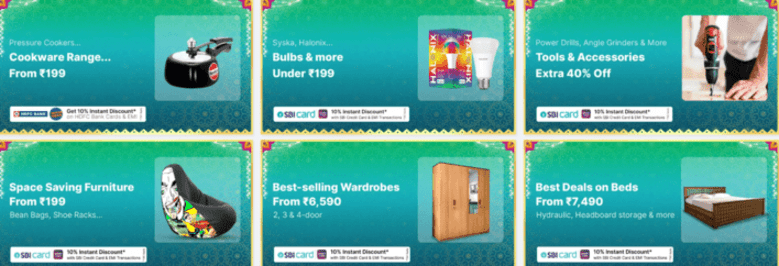 Pressure Cookers...
Cookware Range...
From ₹199
HDFC BANK
Get 10% Instant Discount*
on HDFC Bank Cards & EMI
Syska, Halonix...
Bulbs & more
Under ₹199
HALONIX
SBI card
10% Instant Discount*
with SBI Credit Card & EMI Transactions
Power Drills, Angle Grinders & More
Tools & Accessories
Extra 40% Off
SBI card
10% Instant Discount*
with SBI Credit Card & EMI Transactions
Space Saving Furniture
From ₹199
Bean Bags, Shoe Racks...
SBI card
10% Instant Discount*
with SBI Credit Card & EMI Transactions
Best-selling Wardrobes
From ₹6,590
2, 3 & 4-door
SBI card
10% Instant Discount*
with SBI Credit Card & EMI Transactions
Best Deals on Beds
From ₹7,490
Hydraulic, Headboard storage & more
SBI card
10% Instant Discount*
with SBI Credit Card & EMI Transactions